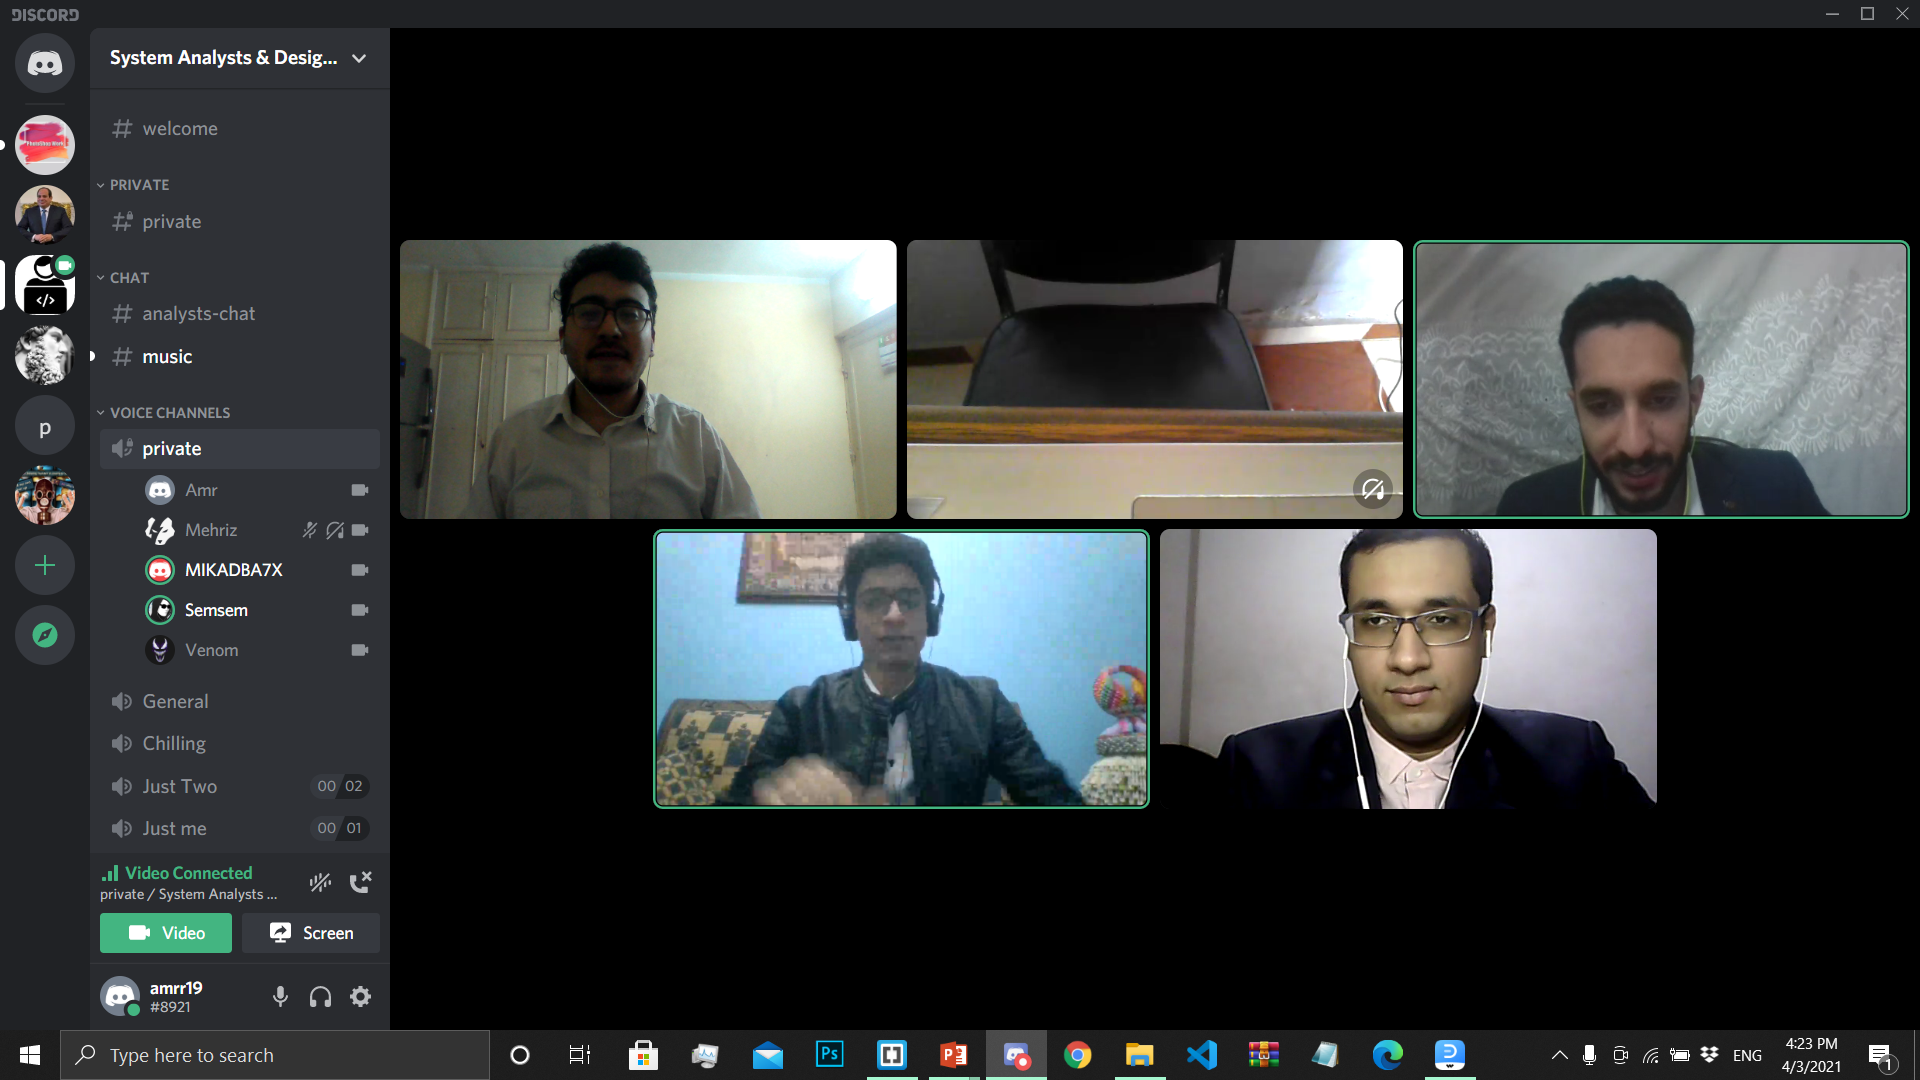 DISCORD
System Analysts & Desig...
welcome
PRIVATE
private
CHAT
analysts-chat
music
VOICE CHANNELS
private
Amr
Mehriz
MIKADBA7X
Semsem
Venom
General
Chilling
Just Two 00 02
Just me 00 01
Video Connected
private / System Analysts ...
Video Screen
amrr19
#8921
p
</>
Type here to search
Ps
ENG
4:23 PM
4/3/2021
1